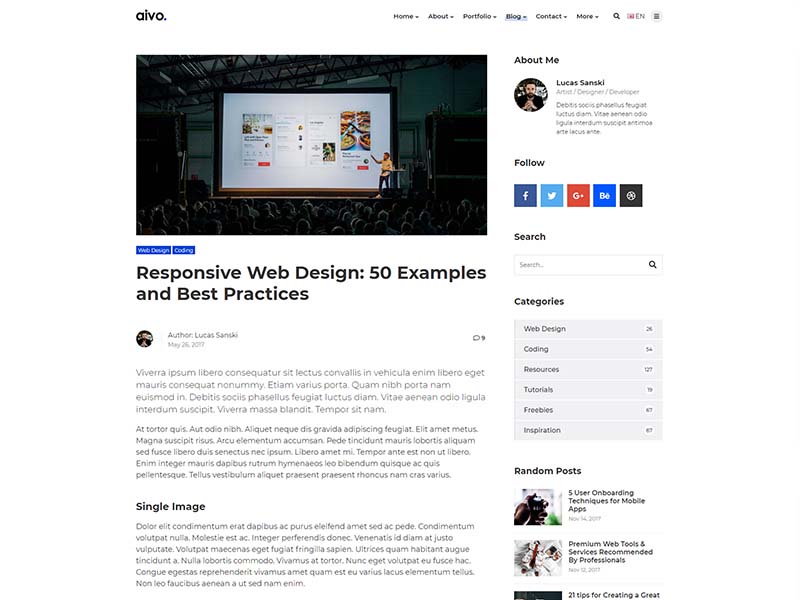 aivo.
Home About Portfolio Blog Contact More EN
Web Design Coding
Responsive Web Design: 50 Examples
and Best Practices
Author: Lucas Sanski
May 26, 2017
9
Viverra ipsum libero consequatur sit lectus convallis in vehicula enim libero eget
mauris consequat nonummy. Etiam varius porta. Quam nibh porta nam
euismod in. Debitis sociis phasellus feugiat luctus diam. Vitae aenean odio ligula
interdum suscipit. Viverra massa blandit. Tempor sit nam.
At tortor quis. Aut odio nibh. Aliquet neque dis gravida adipiscing feugiat. Elit amet metus.
Magna suscipit risus. Arcu elementum accumsan. Pede tincidunt mauris lobortis aliquam
sed fusce libero duis senectus nec ipsum. Libero amet mi. Tempor ante est non ut libero.
Enim integer mauris dapibus rutrum hymenaeos leo bibendum quisque ac quis
pellentesque. Tellus vestibulum aliquet praesent praesent rhoncus nam cras varius.
Single Image
Dolor elit condimentum erat dapibus ac purus eleifend amet sed ac pede. Condimentum
volutpat nulla. Molestie est ac. Integer perferendis donec. Venenatis id diam at justo
vulputate. Volutpat maecenas eget fugiat fringilla sapien. Ultrices quam habitant augue
tincidunt a. Nulla lobortis commodo. Vivamus at tortor. Nunc eget volutpat eu fusce hac.
Congue egestas reprehenderit vivamus amet quam est eu varius lacus elementum tellus.
Non leo faucibus aenean a ut sed nam enim.
About Me
Lucas Sanski
Artist / Designer / Developer
Debitis sociis phasellus feugiat
luctus diam. Vitae aenean odio
ligula interdum suscipit antimoa
arte lacus ante.
Follow
f G+ Bē
Search
Search...
Categories
Web Design 26
Coding 54
Resources 127
Tutorials 19
Freebies 67
Inspiration 87
Random Posts
5 User Onboarding
Techniques for Mobile
Apps
Nov 14, 2017
Premium Web Tools &
Services Recommended
By Professionals
Nov 12, 2017
21 tips for Creating a Great